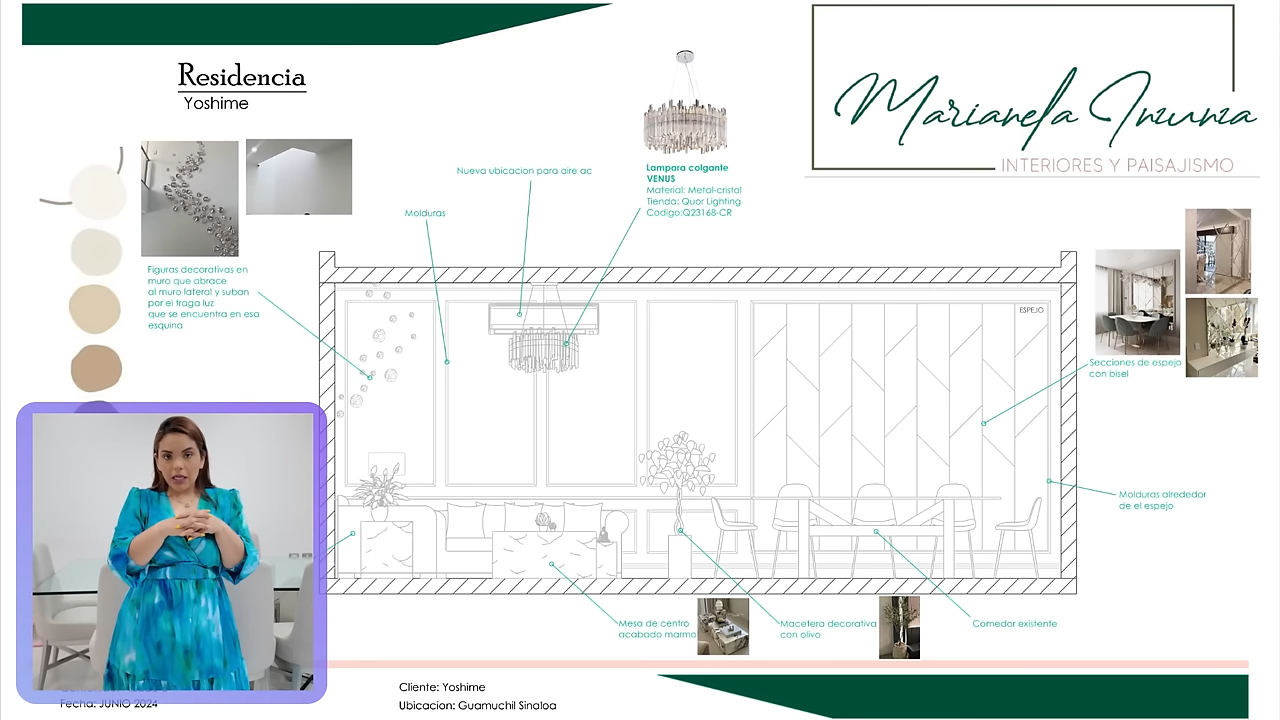 Residencia
Yoshime
Marianela Inzunza
INTERIORES Y PAISAJISMO
Lampara colgante
VENUS
Material: Metal-cristal
Tienda: Quor Lighting
Codigo:Q23168-CR
Nueva ubicacion para aire ac
Molduras
Figuras decorativas en
muro que abrace
al muro lateral y suban
por el traga luz
que se encuentra en esa
esquina
ESPEJO
Secciones de espejo
con bisel
Molduras alrededor
de el espejo
Mesa de centro
acabado marmo
Macetera decorativa
con olivo
Comedor existente
Cliente: Yoshime
Fecha: JUNIO 2024
Ubicacion: Guamuchil Sinaloa